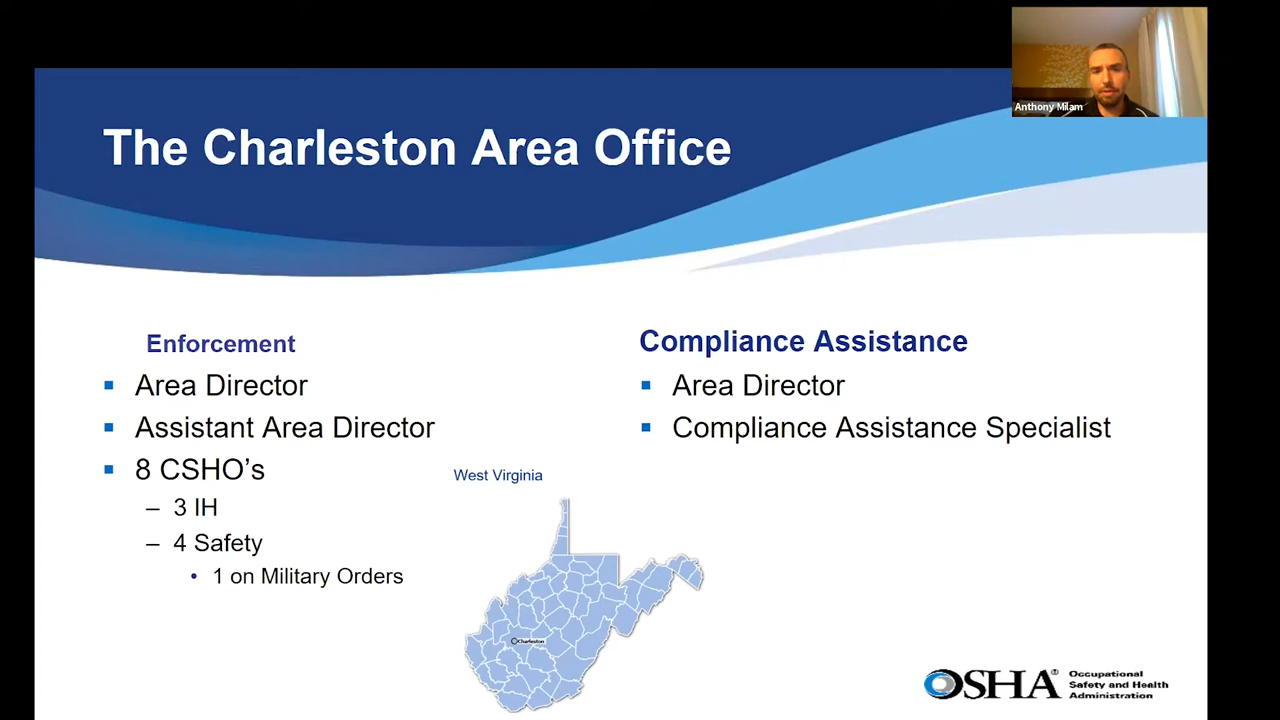 Anthony Milam
The Charleston Area Office
Enforcement
Area Director
Assistant Area Director
8 CSHO's
– 3 IH
– 4 Safety
• 1 on Military Orders
Compliance Assistance
Area Director
Compliance Assistance Specialist
West Virginia
Charleston
OSHA®
Occupational
Safety and Health
Administration